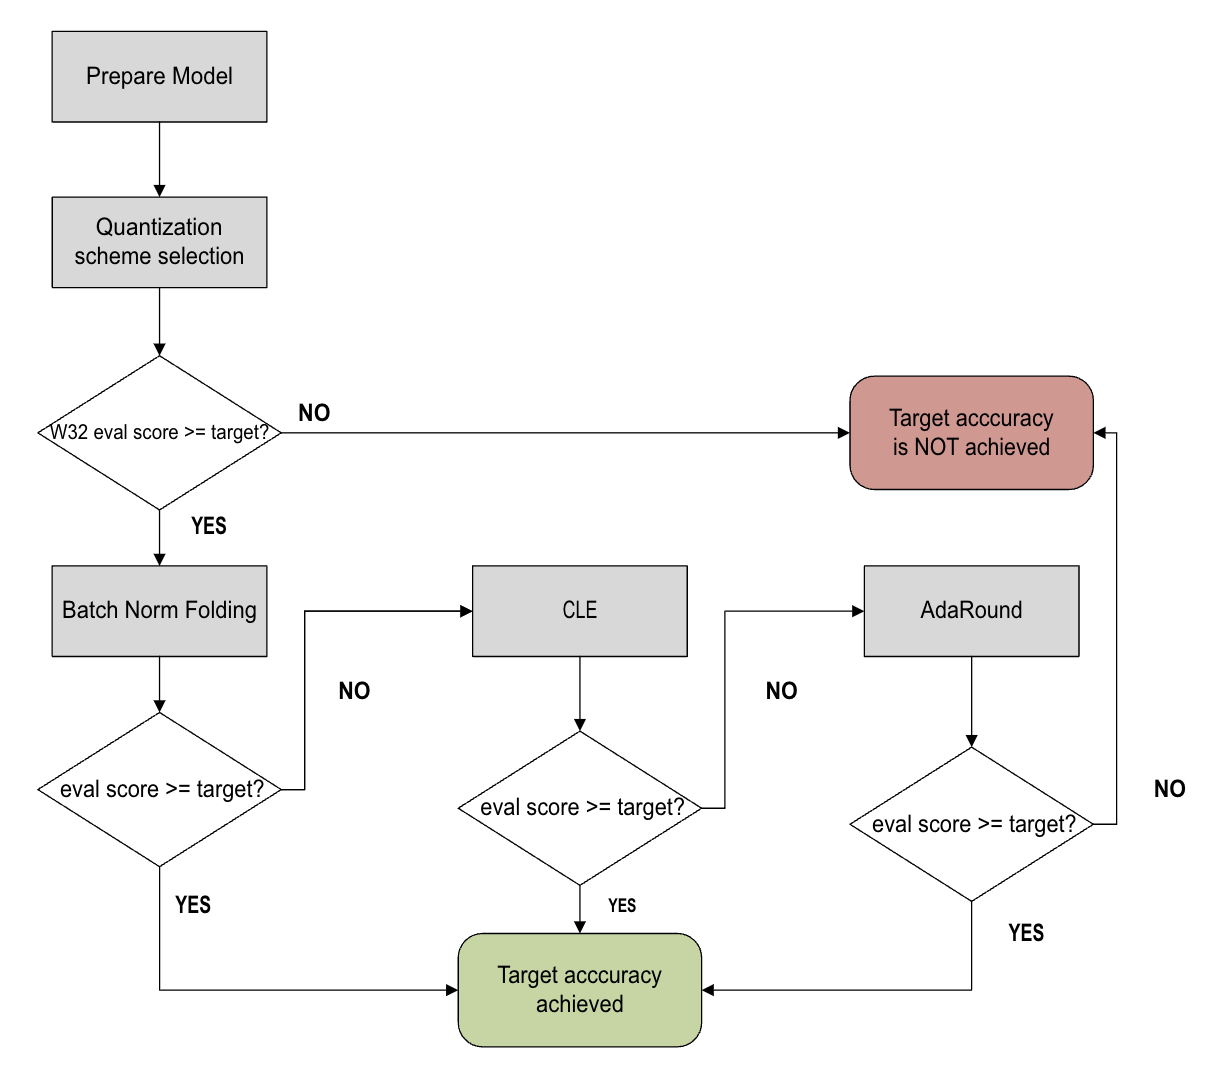 Prepare Model
Quantization
scheme selection
W32 eval score >= target?
NO
Target acccuracy
is NOT achieved
YES
Batch Norm Folding
CLE
AdaRound
NO
NO
NO
eval score >= target?
eval score >= target?
eval score >= target?
YES
YES
YES
Target acccuracy
achieved